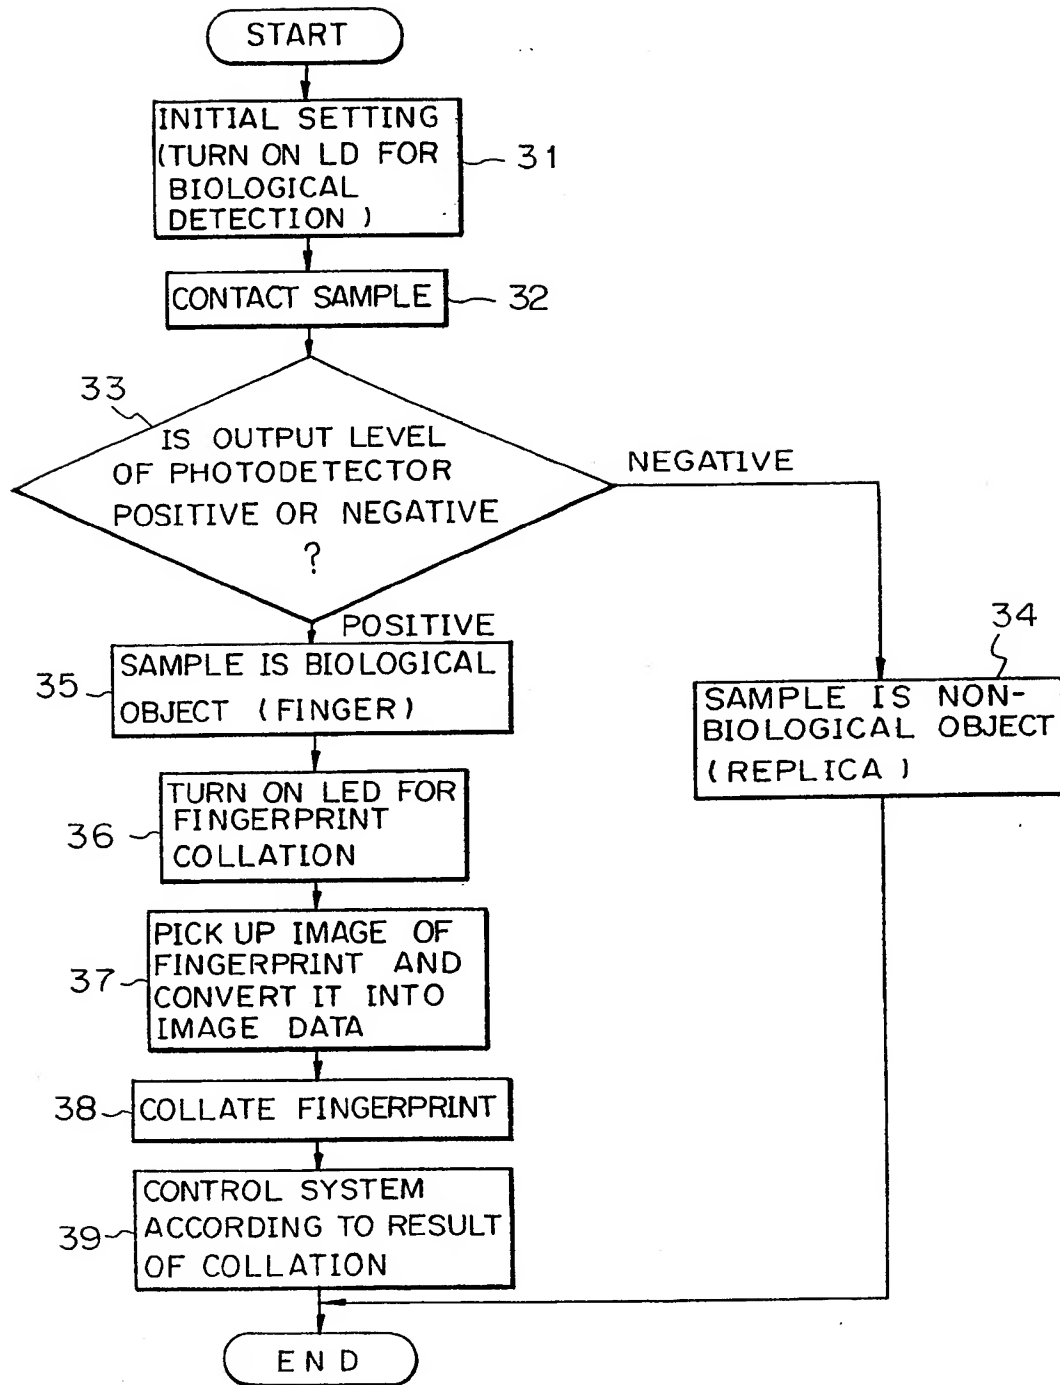 START
INITIAL SETTING
(TURN ON LD FOR
BIOLOGICAL
DETECTION )
31
CONTACT SAMPLE
32
33
IS OUTPUT LEVEL
OF PHOTODETECTOR
POSITIVE OR NEGATIVE
?
NEGATIVE
POSITIVE
34
SAMPLE IS NON-
BIOLOGICAL OBJECT
(REPLICA)
35
SAMPLE IS BIOLOGICAL
OBJECT (FINGER)
36
TURN ON LED FOR
FINGERPRINT
COLLATION
37
PICK UP IMAGE OF
FINGERPRINT AND
CONVERT IT INTO
IMAGE DATA
38
COLLATE FINGERPRINT
39
CONTROL SYSTEM
ACCORDING TO RESULT
OF COLLATION
END